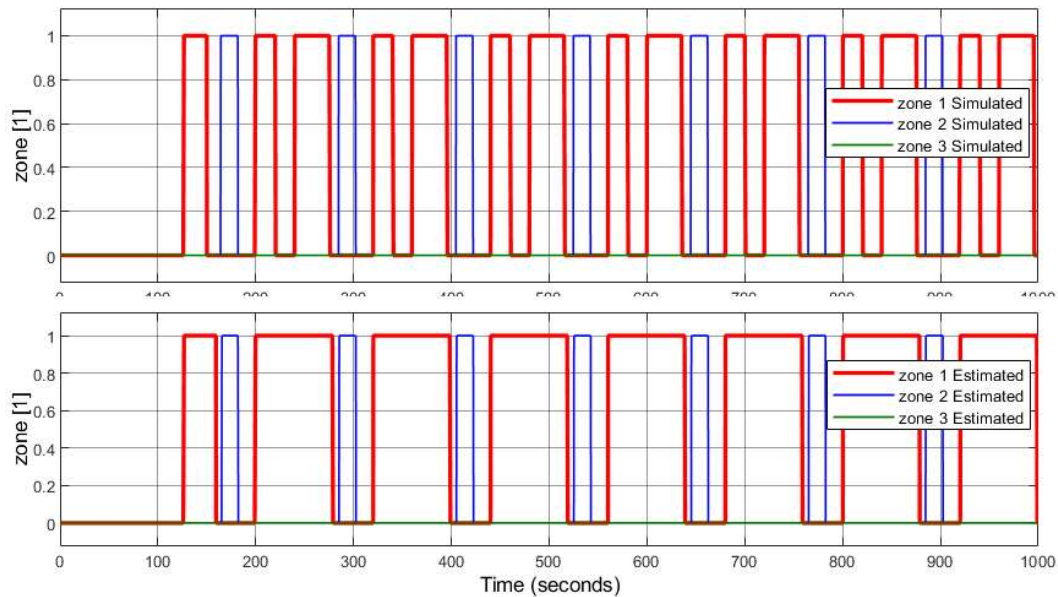 1
0.8
0.6
0.4
0.2
0
zone [1]
zone 1 Simulated
zone 2 Simulated
zone 3 Simulated
0 100 200 300 400 500 600 700 800 900 1000
1
0.8
0.6
0.4
0.2
0
zone [1]
zone 1 Estimated
zone 2 Estimated
zone 3 Estimated
0 100 200 300 400 500 600 700 800 900 1000
Time (seconds)